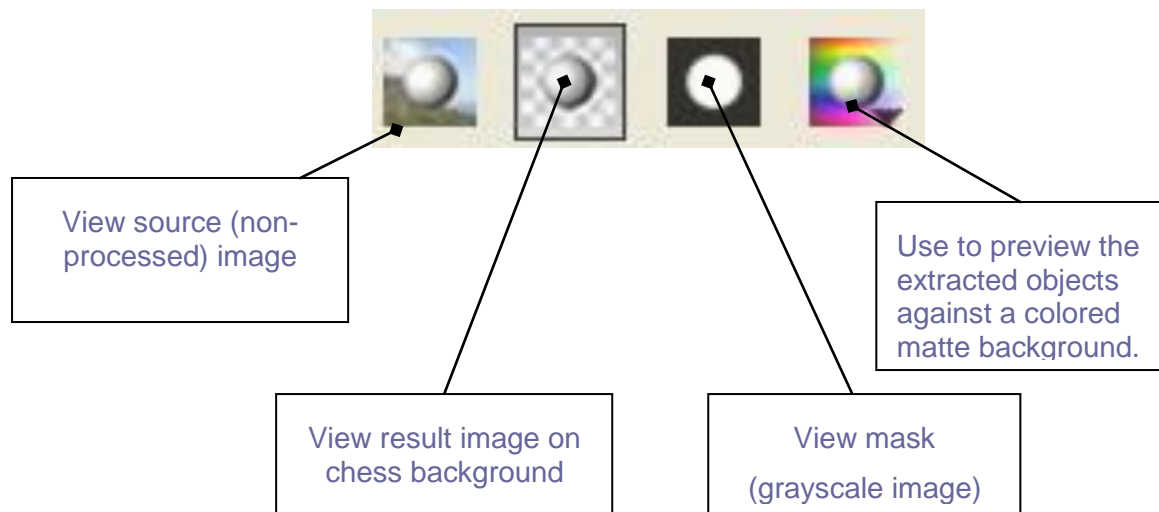 View source (non-
processed) image
Use to preview the
extracted objects
against a colored
matte background.
View result image on
chess background
View mask
(grayscale image)